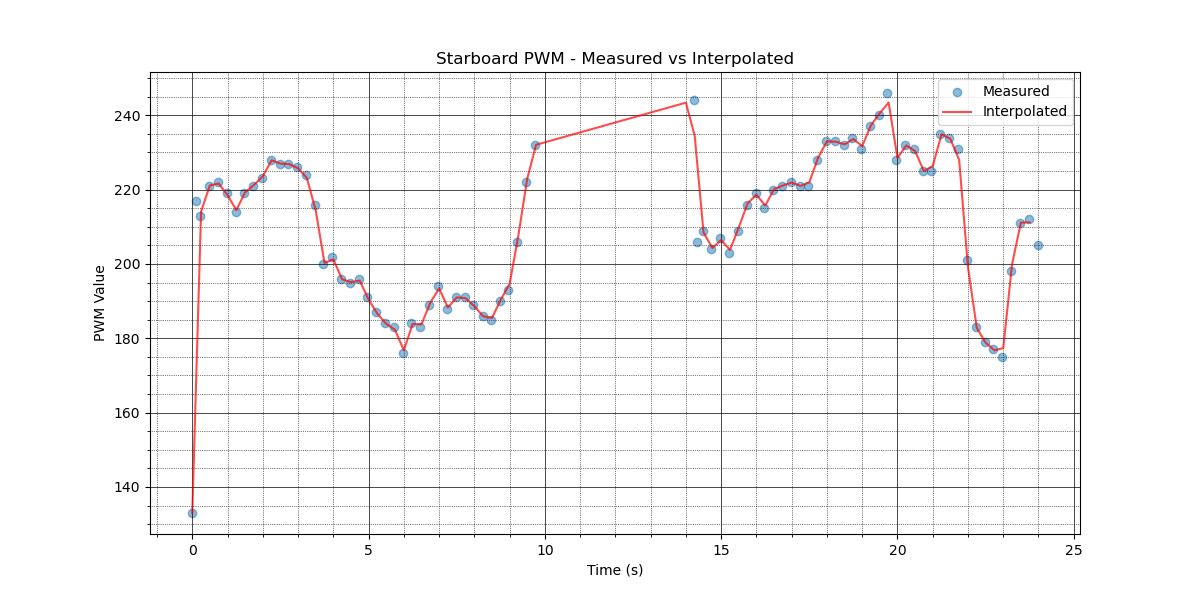 Starboard PWM - Measured vs Interpolated
Measured
Interpolated
PWM Value
240
220
200
180
160
140
0
5
10
15
20
25
Time (s)